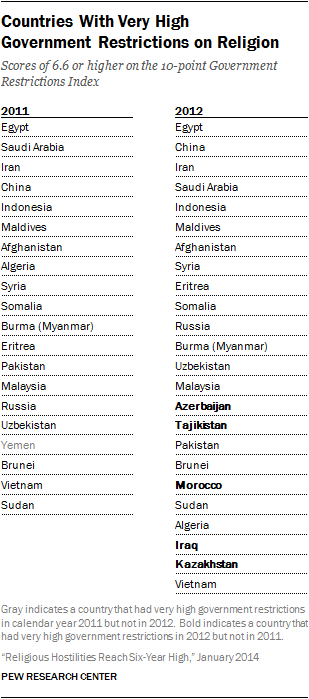 Countries With Very High
Government Restrictions on Religion
Scores of 6.6 or higher on the 10-point Government
Restrictions Index
2011
Egypt
Saudi Arabia
Iran
China
Indonesia
Maldives
Afghanistan
Algeria
Syria
Somalia
Burma (Myanmar)
Eritrea
Pakistan
Malaysia
Russia
Uzbekistan
Yemen
Brunei
Vietnam
Sudan
2012
Egypt
China
Iran
Saudi Arabia
Indonesia
Maldives
Afghanistan
Syria
Eritrea
Somalia
Russia
Burma (Myanmar)
Uzbekistan
Malaysia
Azerbaijan
Tajikistan
Pakistan
Brunei
Morocco
Sudan
Algeria
Iraq
Kazakhstan
Vietnam
Gray indicates a country that had very high government restrictions
in calendar year 2011 but not in 2012. Bold indicates a country that
had very high government restrictions in 2012 but not in 2011.
“Religious Hostilities Reach Six-Year High,” January 2014
PEW RESEARCH CENTER